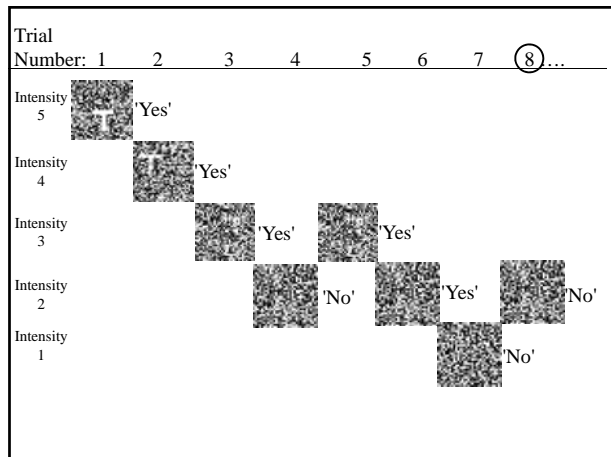 Trial
Number: 1 2 3 4 5 6 7 8....
Intensity
5
'Yes'
Intensity
4
'Yes'
Intensity
3
'Yes' 'Yes'
Intensity
2
'No' 'Yes' 'No'
Intensity
1
'No'
T
T